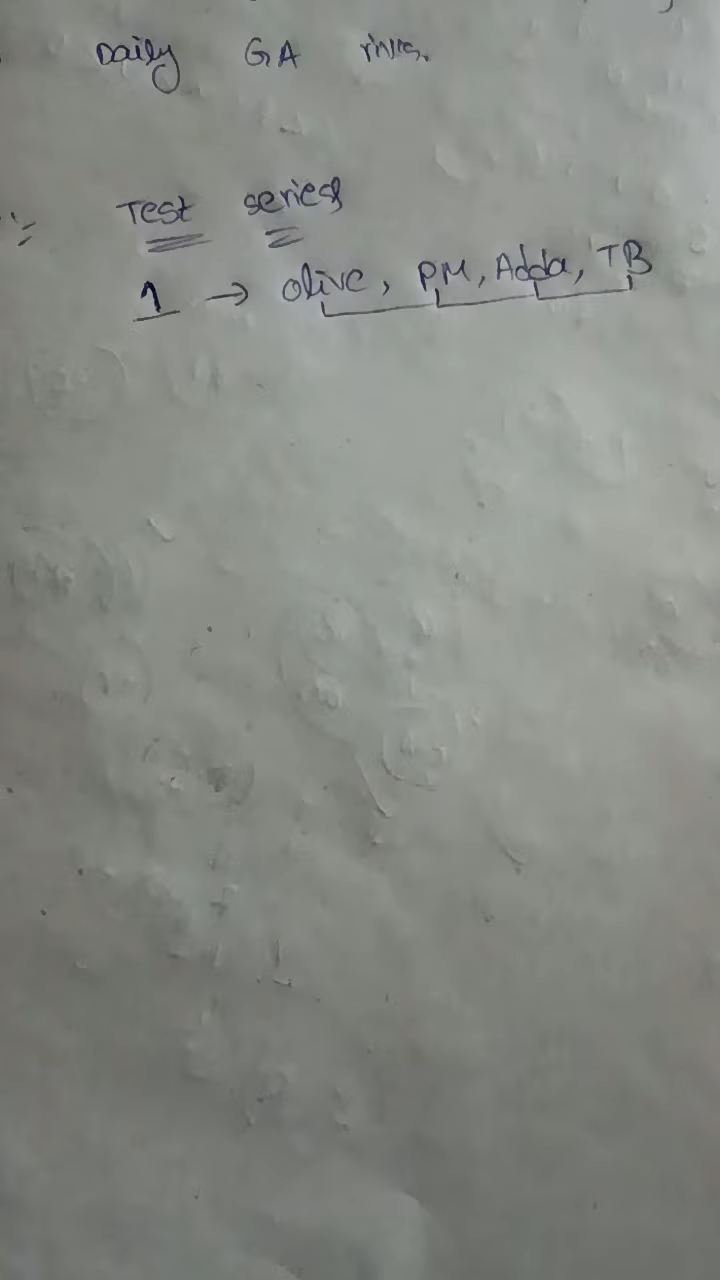 Daily GA
Test series
1 → Olive, PM, Adda, TB